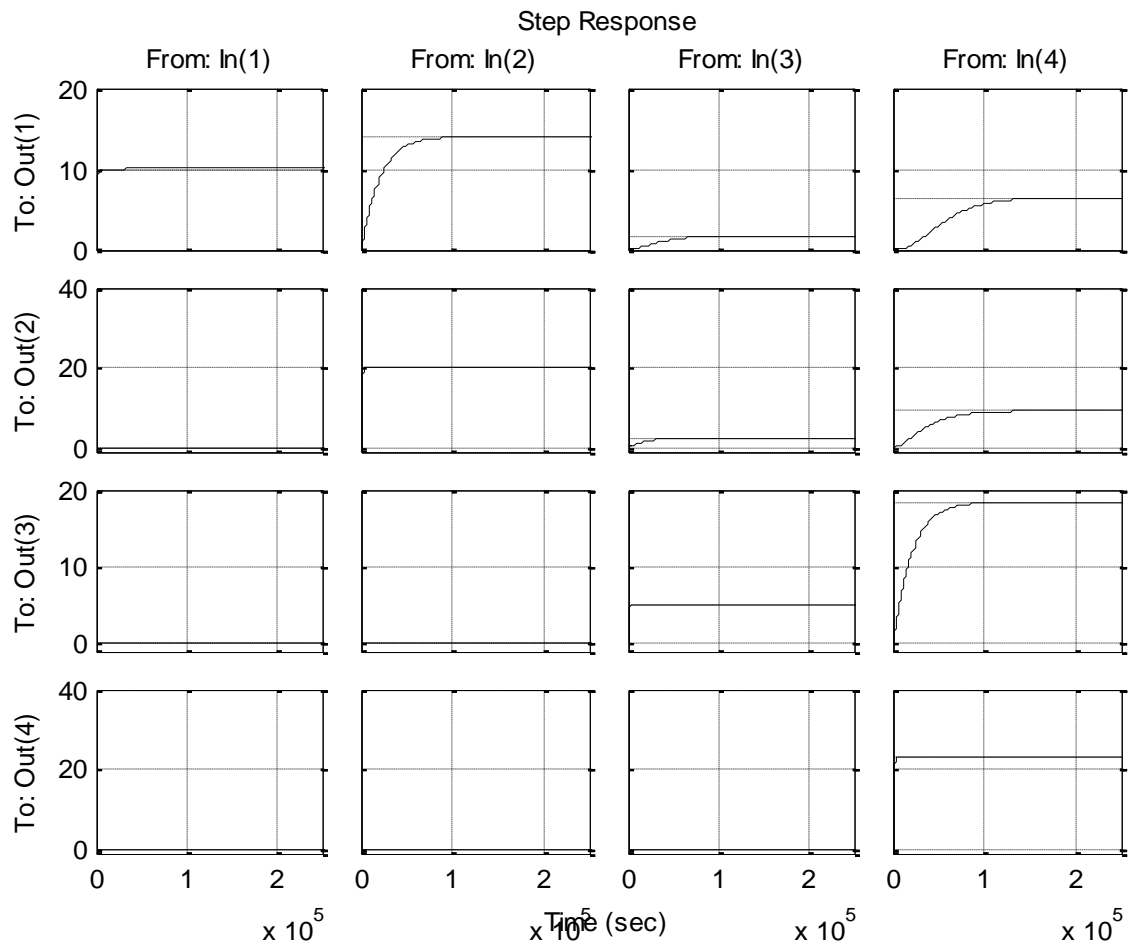 Step Response
From: In(1) From: In(2) From: In(3) From: In(4)
To: Out(1)
20
10
0
To: Out(2)
40
20
0
To: Out(3)
20
10
0
To: Out(4)
40
20
0
0 1 2 0 1 2 0 1 2 0 1 2
x 10^5 x 10^5 x 10^5 x 10^5
Time (sec)